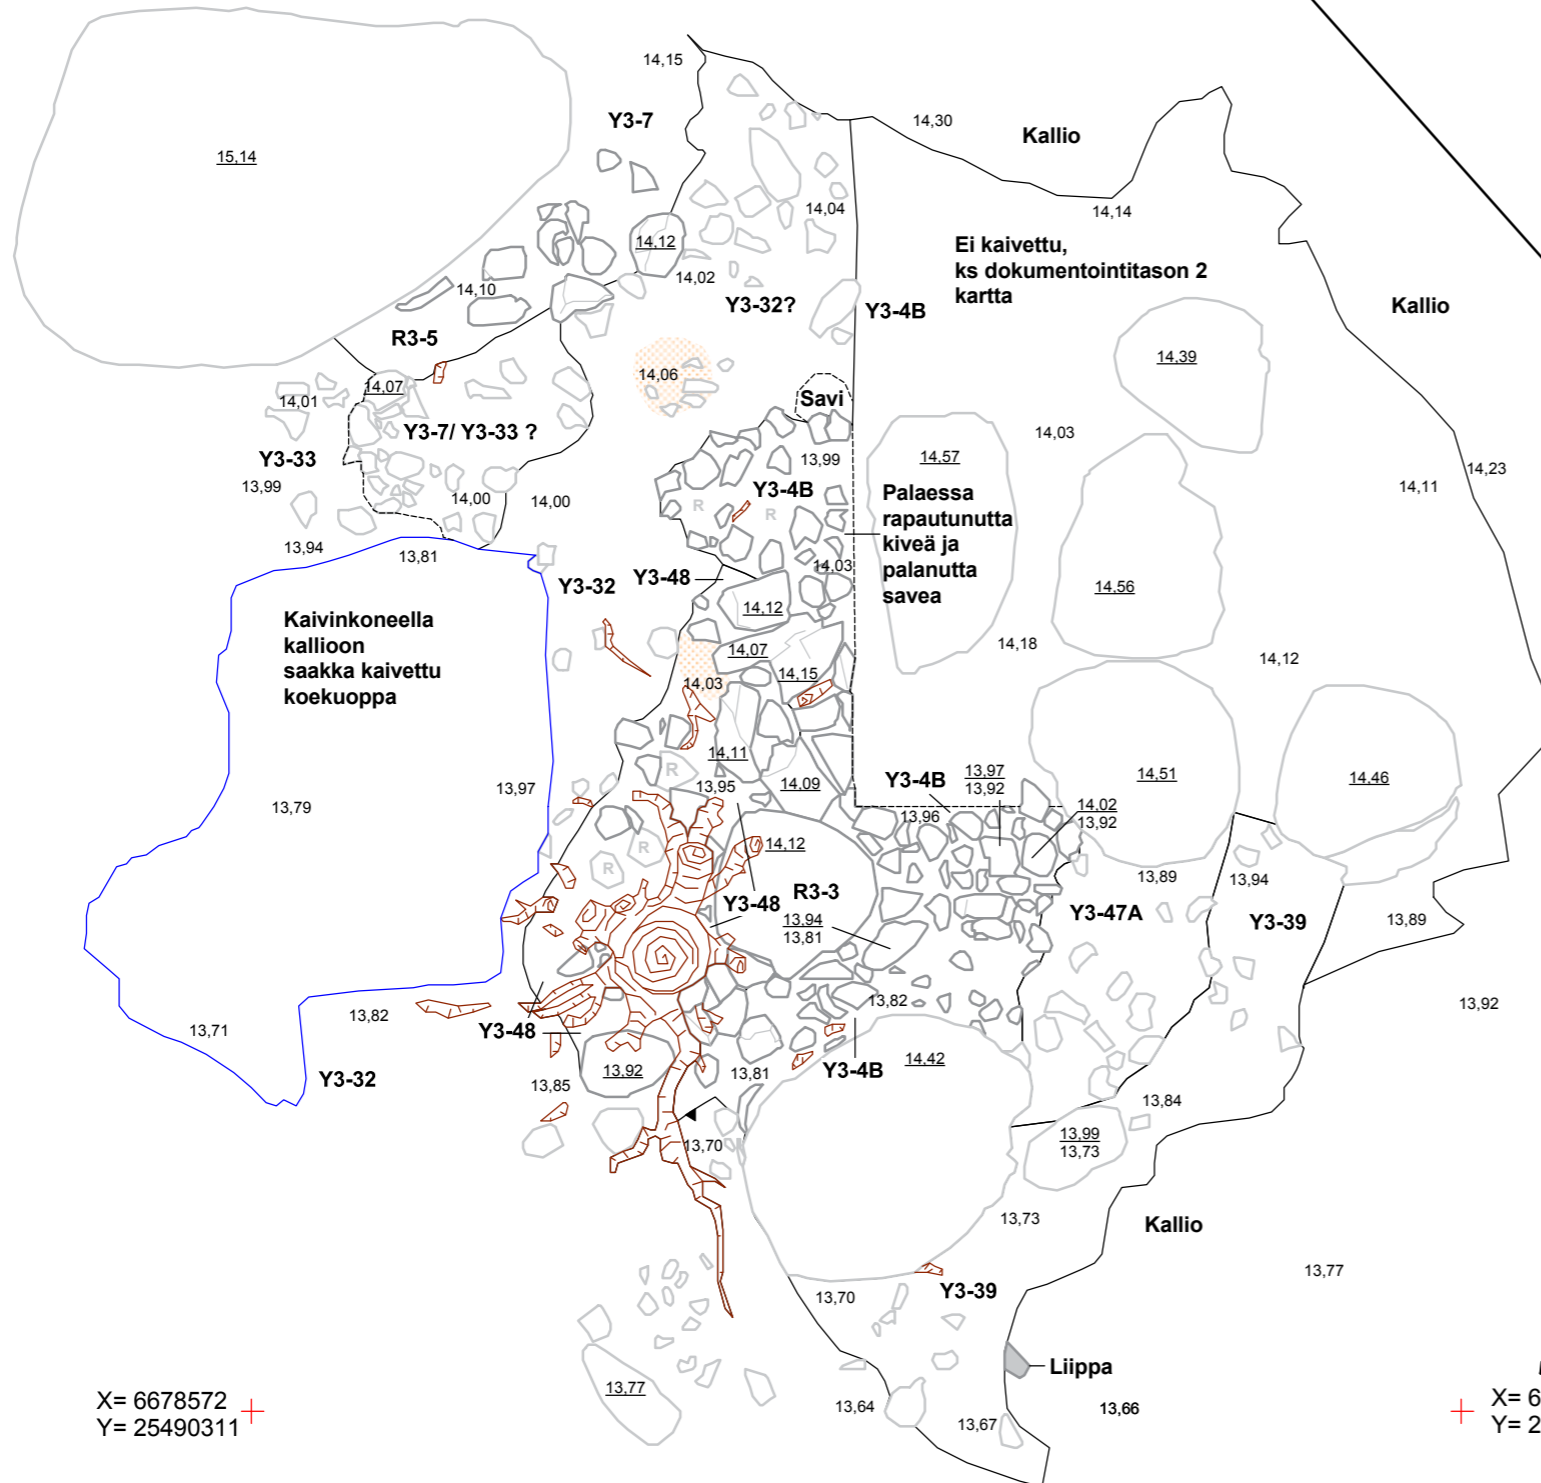 14,15
Y3-7
14,30
Kallio
15,14
14,04
14,14
14,12
Ei kaivettu,
ks dokumentointitason 2
kartta
14,02
14,10
Y3-32?
Y3-4B
Kallio
R3-5
14,39
14,06
14,07
14,01
Savi
Y3-7/ Y3-33 ?
14,03
Y3-33
13,99
14,57
14,23
13,99
14,11
Y3-4B
Palaessa
rapautunutta
kiveä ja
palanutta
savea
14,00
14,00
R
R
13,94
13,81
14,03
Y3-48
Y3-32
14,12
14,56
Kaivinkoneella
kallioon
saakka kaivettu
koekuoppa
14,07
14,18
14,12
14,15
14,03
14,11
R
13,95
14,09
Y3-4B
13,97
13,92
14,51
14,46
13,97
13,79
13,96
14,02
13,92
14,12
R
R
13,89
13,94
R3-3
Y3-48
13,94
13,81
Y3-47A
Y3-39
13,89
13,82
13,92
13,82
13,71
Y3-48
14,42
13,92
13,81
Y3-4B
Y3-32
13,85
13,84
13,99
13,73
13,70
13,73
Kallio
13,77
Y3-39
13,70
Liippa
13,77
13,64
13,66
13,67
X= 6678572
Y= 25490311
X= 6
Y= 2